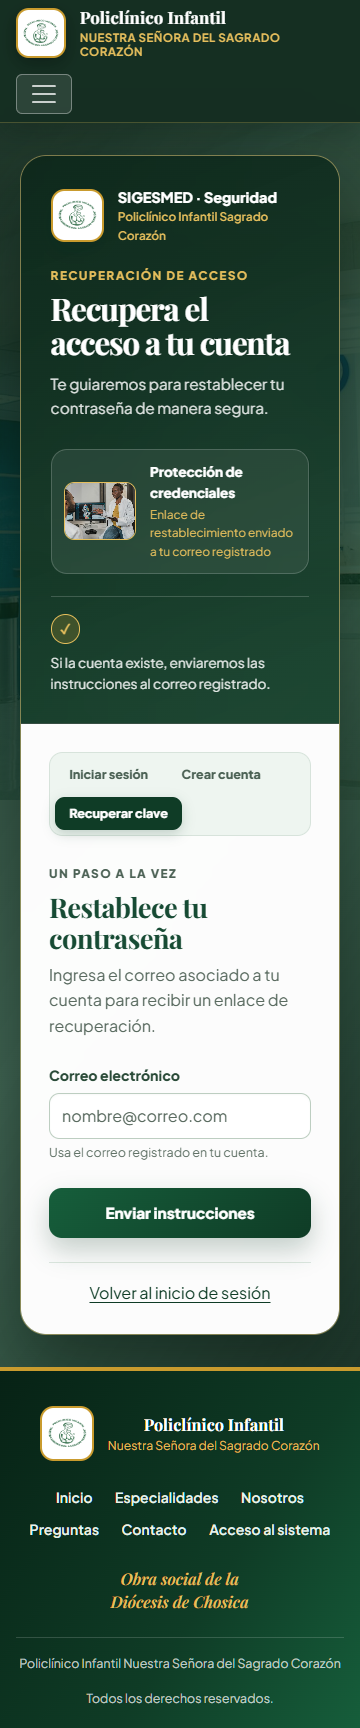 Policlínico Infantil
NUESTRA SEÑORA DEL SAGRADO
CORAZÓN
SIGESMED · Seguridad
Policlínico Infantil Sagrado
Corazón
RECUPERACIÓN DE ACCESO
Recupera el
acceso a tu cuenta
Te guiaremos para restablecer tu
contraseña de manera segura.
Protección de
credenciales
Enlace de
restablecimiento enviado
a tu correo registrado
✓
Si la cuenta existe, enviaremos las
instrucciones al correo registrado.
Iniciar sesión Crear cuenta
Recuperar clave
UN PASO A LA VEZ
Restablece tu
contraseña
Ingresa el correo asociado a tu
cuenta para recibir un enlace de
recuperación.
Correo electrónico
nombre@correo.com
Usa el correo registrado en tu cuenta.
Enviar instrucciones
Volver al inicio de sesión
Policlínico Infantil
Nuestra Señora del Sagrado Corazón
Inicio Especialidades Nosotros
Preguntas Contacto Acceso al sistema
Obra social de la
Diócesis de Chosica
Policlínico Infantil Nuestra Señora del Sagrado Corazón
Todos los derechos reservados.